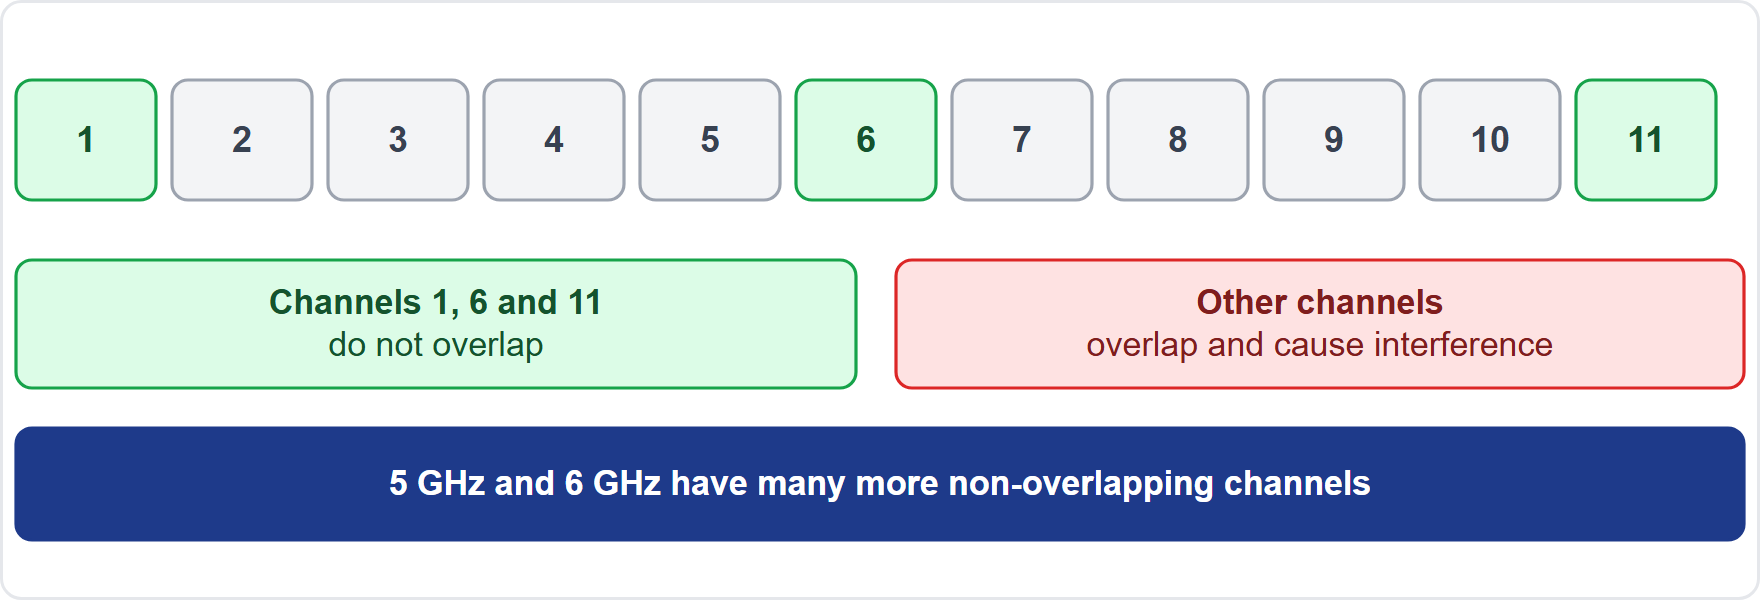 1 2 3 4 5 6 7 8 9 10 11
Channels 1, 6 and 11
do not overlap
Other channels
overlap and cause interference
5 GHz and 6 GHz have many more non-overlapping channels